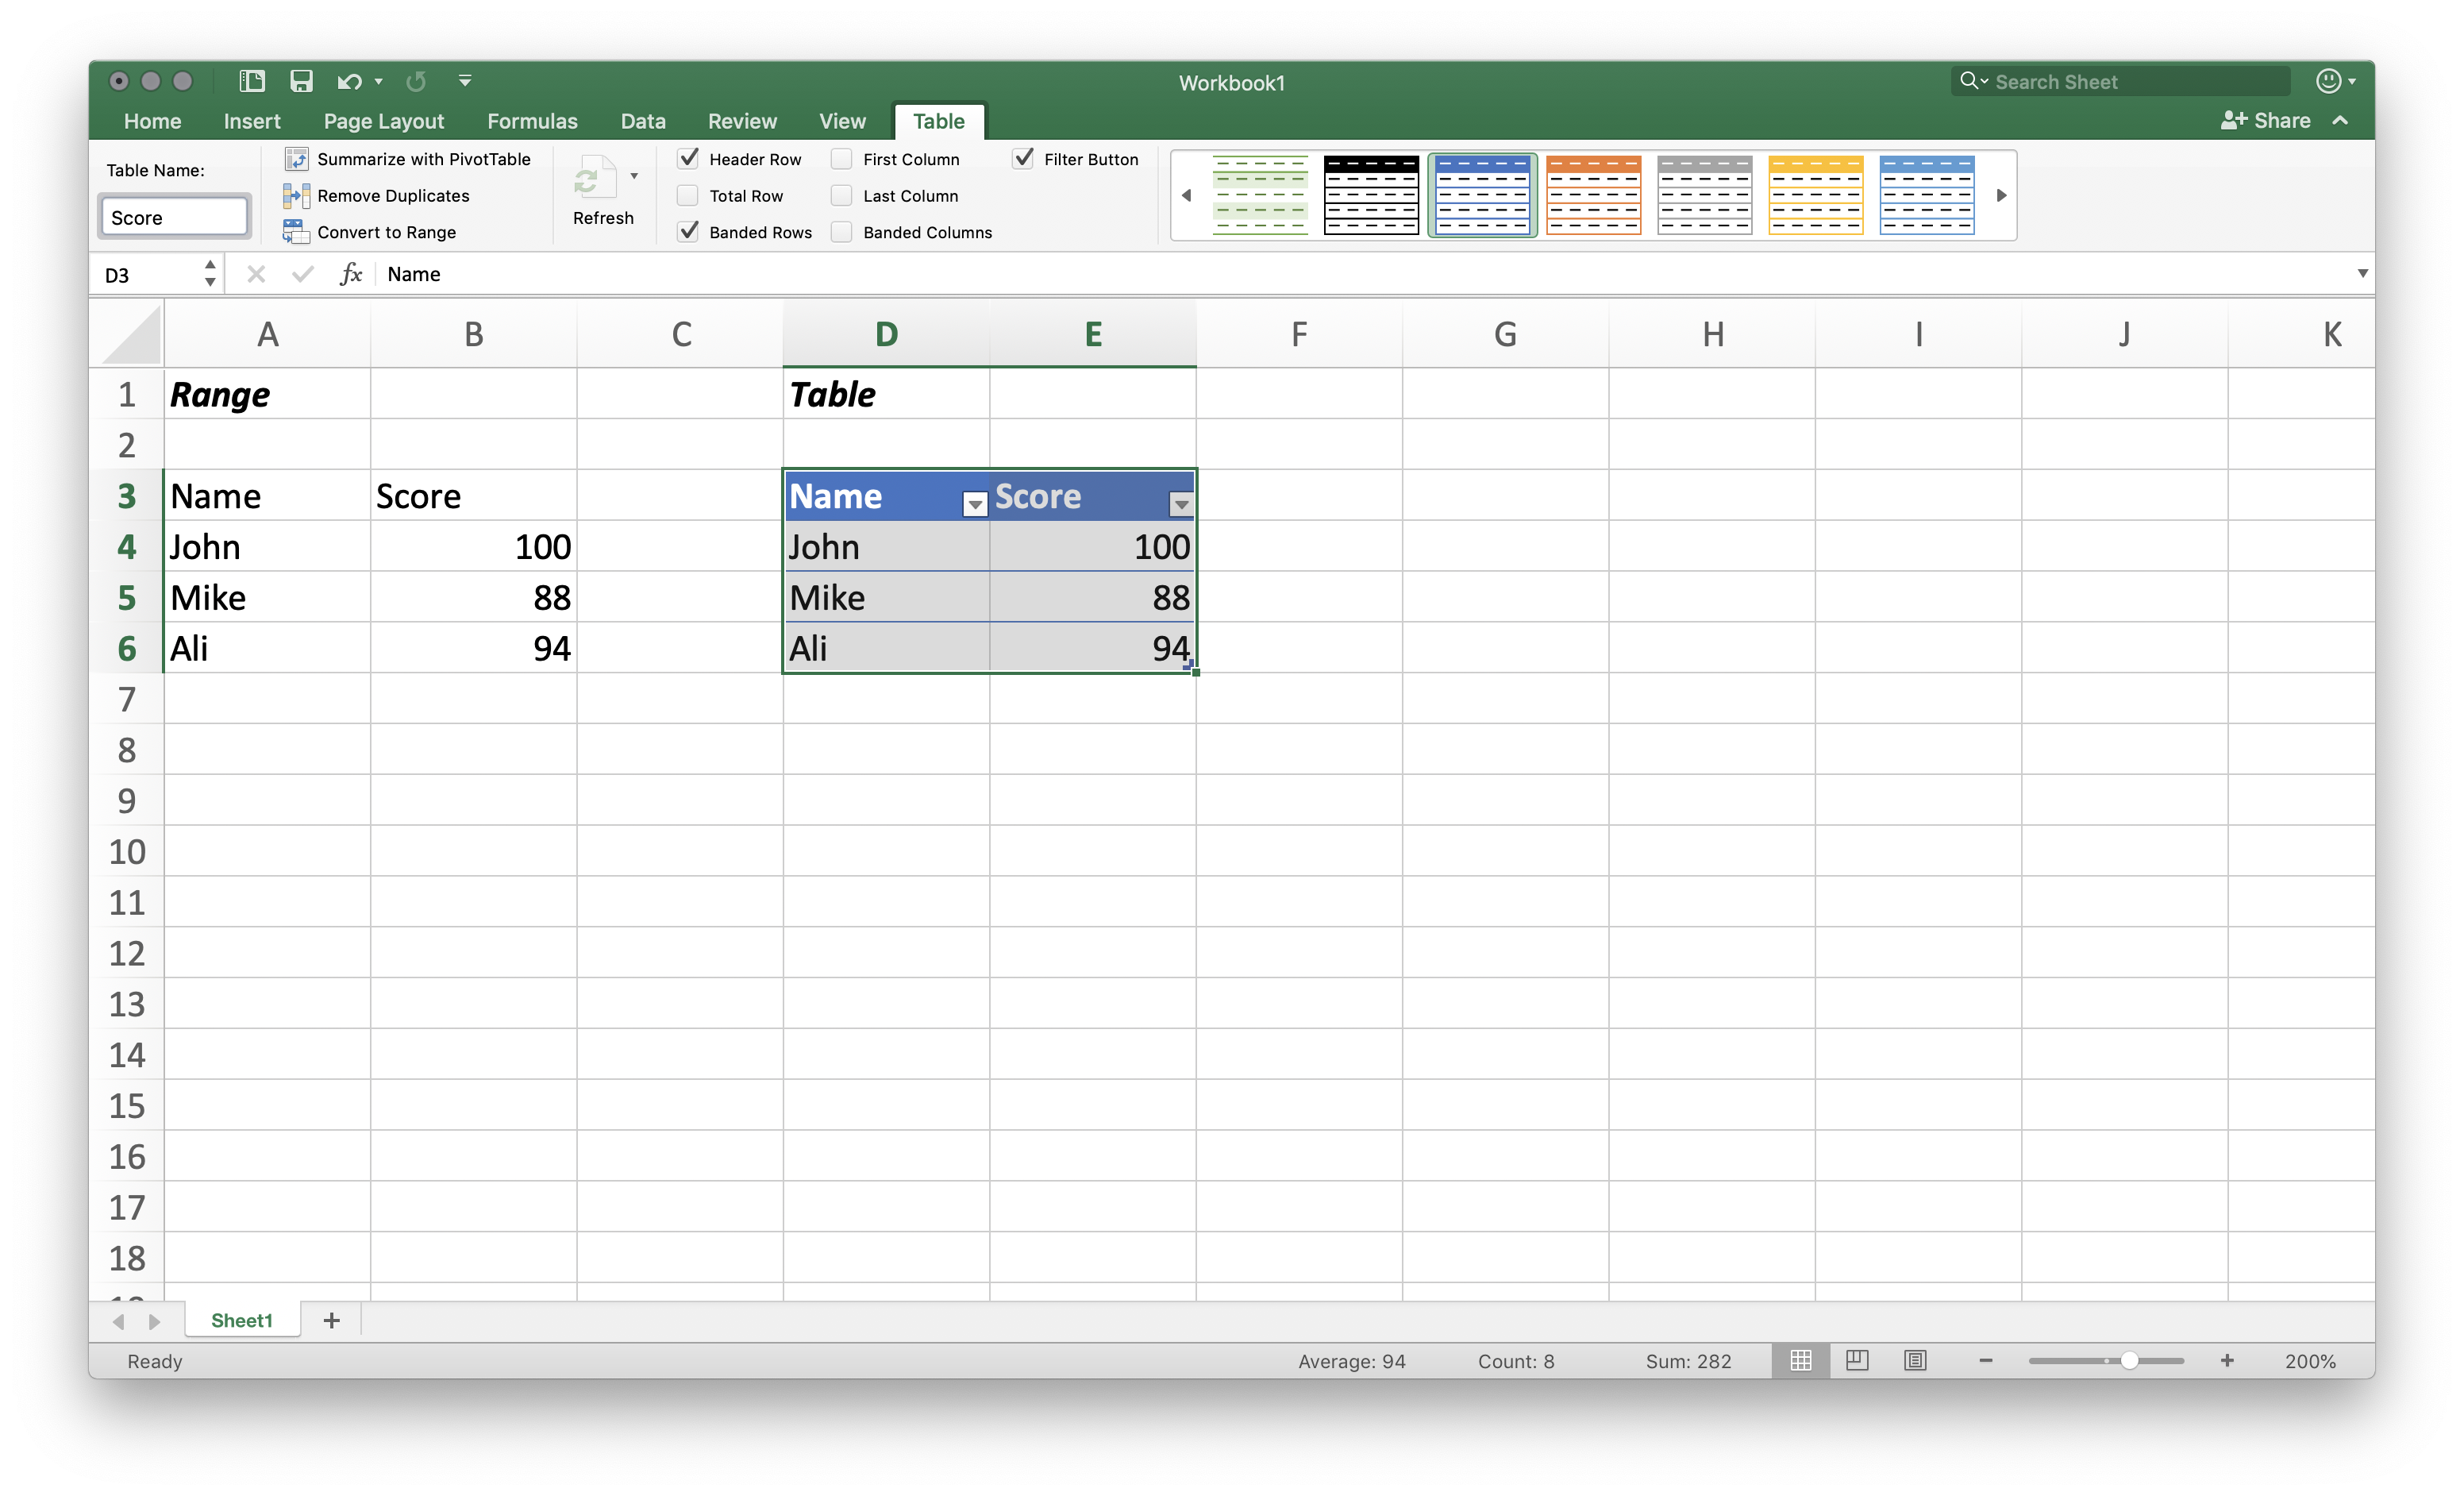 Workbook1
Search Sheet
Home Insert Page Layout Formulas Data Review View Table
Share
Table Name:
Score
Summarize with PivotTable
Remove Duplicates
Convert to Range
Refresh
Header Row First Column Filter Button
Total Row Last Column
Banded Rows Banded Columns
D3 fx Name
A B C D E F G H I J K
1 Range Table
2
3 Name Score Name Score
4 John 100 John 100
5 Mike 88 Mike 88
6 Ali 94 Ali 94
7
8
9
10
11
12
13
14
15
16
17
18
Sheet1 +
Ready Average: 94 Count: 8 Sum: 282 − + 200%